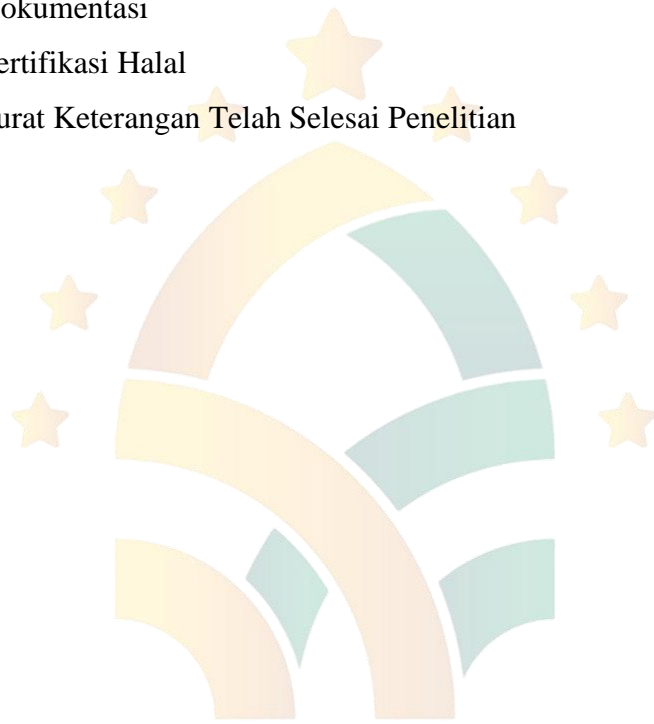 okumentasi
ertifikasi Halal
urat Keterangan Telah Selesai Penelitian